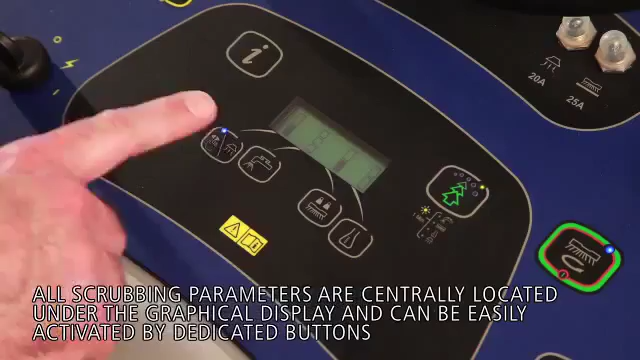 i
20A
25A
ALL SCRUBBING PARAMETERS ARE CENTRALLY LOCATED
UNDER THE GRAPHICAL DISPLAY AND CAN BE EASILY
ACTIVATED BY DEDICATED BUTTONS